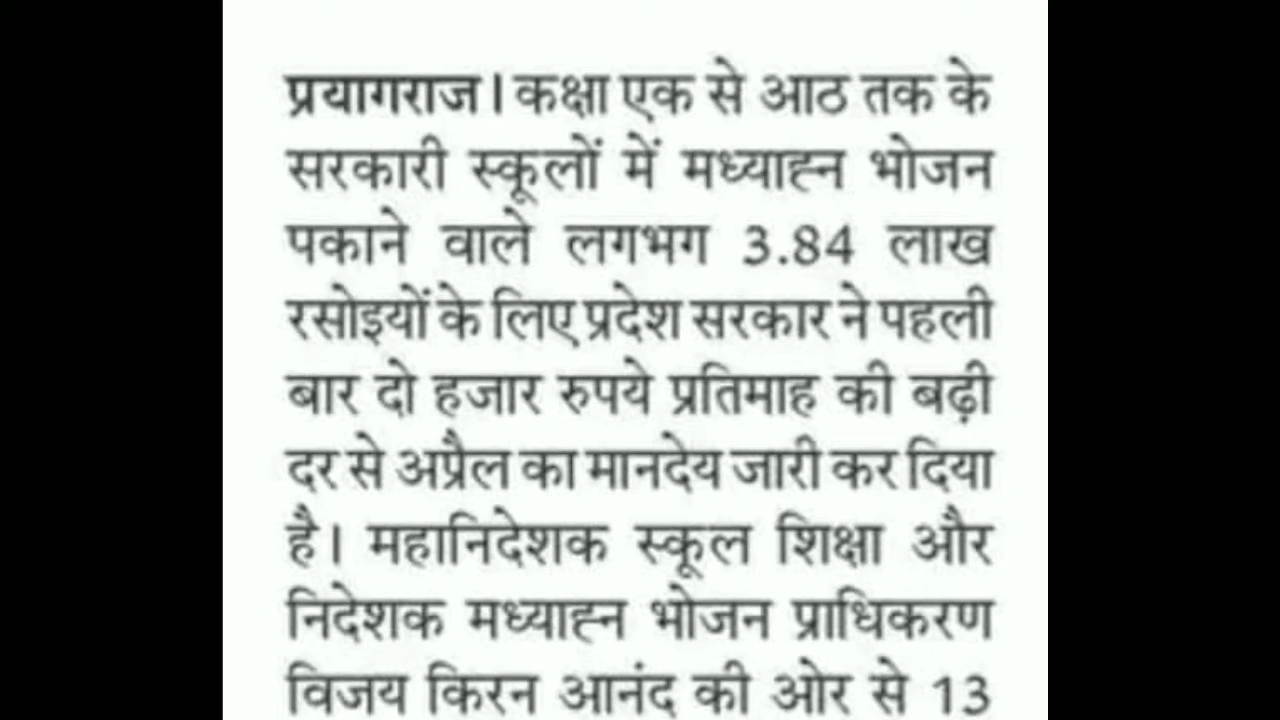 प्रयागराज। कक्षा एक से आठ तक के
सरकारी स्कूलों में मध्याह्न भोजन
पकाने वाले लगभग 3.84 लाख
रसोइयों के लिए प्रदेश सरकार ने पहली
बार दो हजार रुपये प्रतिमाह की बढ़ी
दर से अप्रैल का मानदेय जारी कर दिया
है। महानिदेशक स्कूल शिक्षा और
निदेशक मध्याह्न भोजन प्राधिकरण
विजय किरन आनंद की ओर से 13